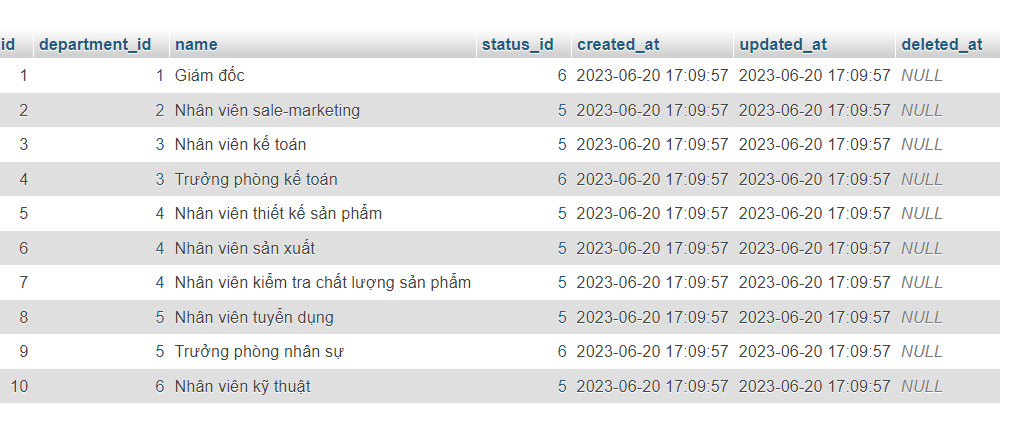 id department_id name status_id created_at updated_at deleted_at
1 1 Giám đốc 6 2023-06-20 17:09:57 2023-06-20 17:09:57 NULL
2 2 Nhân viên sale-marketing 5 2023-06-20 17:09:57 2023-06-20 17:09:57 NULL
3 3 Nhân viên kế toán 5 2023-06-20 17:09:57 2023-06-20 17:09:57 NULL
4 3 Trưởng phòng kế toán 6 2023-06-20 17:09:57 2023-06-20 17:09:57 NULL
5 4 Nhân viên thiết kế sản phẩm 5 2023-06-20 17:09:57 2023-06-20 17:09:57 NULL
6 4 Nhân viên sản xuất 5 2023-06-20 17:09:57 2023-06-20 17:09:57 NULL
7 4 Nhân viên kiểm tra chất lượng sản phẩm 5 2023-06-20 17:09:57 2023-06-20 17:09:57 NULL
8 5 Nhân viên tuyển dụng 5 2023-06-20 17:09:57 2023-06-20 17:09:57 NULL
9 5 Trưởng phòng nhân sự 6 2023-06-20 17:09:57 2023-06-20 17:09:57 NULL
10 6 Nhân viên kỹ thuật 5 2023-06-20 17:09:57 2023-06-20 17:09:57 NULL